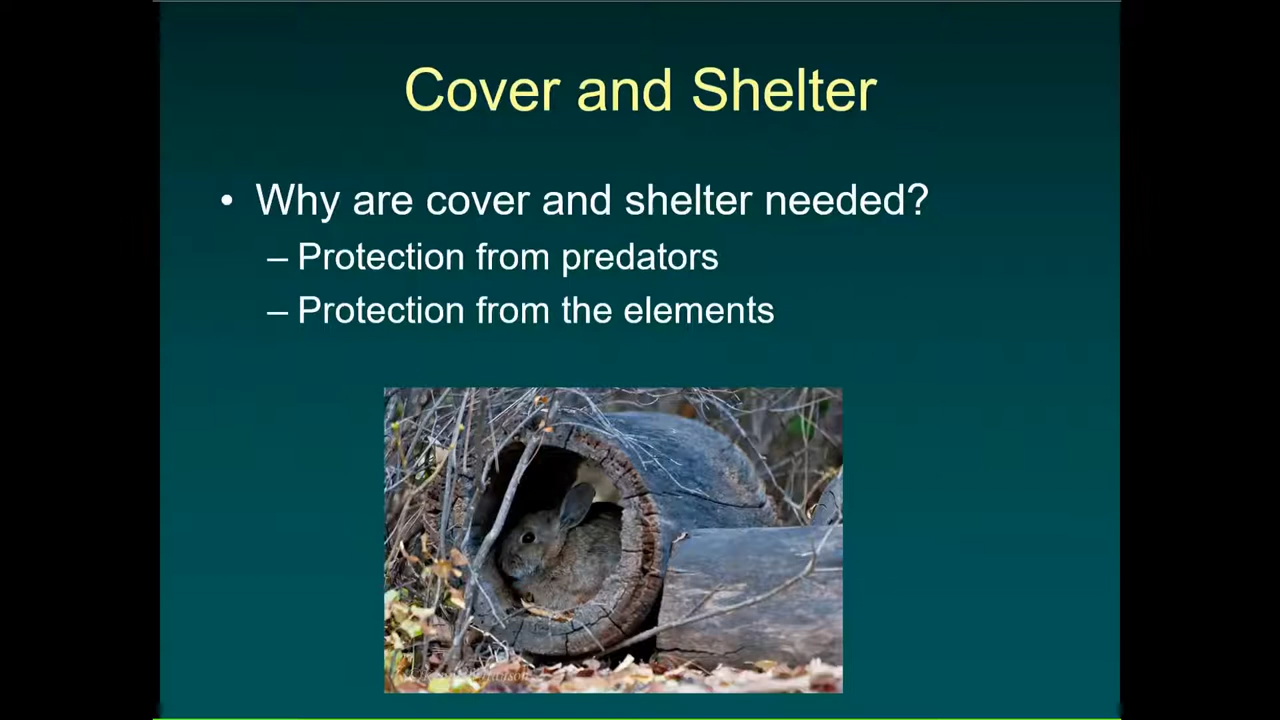 Cover and Shelter
• Why are cover and shelter needed?
– Protection from predators
– Protection from the elements